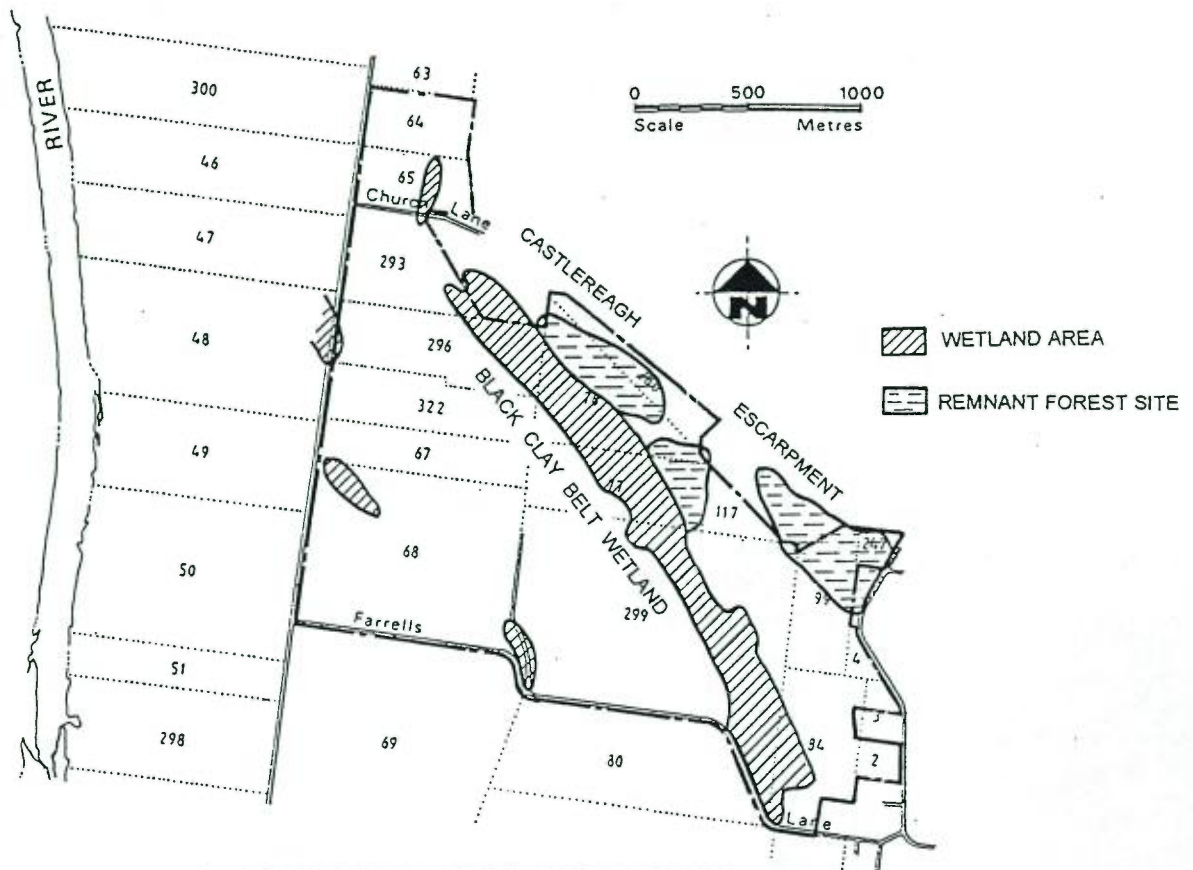 RIVER
300
46
47
48
49
50
51
298
63
64
65
Church Lane
293
296
322
67
68
Farrells
69
80
299
117
4
3
2
Lane
BLACK CLAY BELT WETLAND
CASTLEREAGH
ESCARPMENT
0 500 1000
Scale Metres
N
WETLAND AREA
REMNANT FOREST SITE